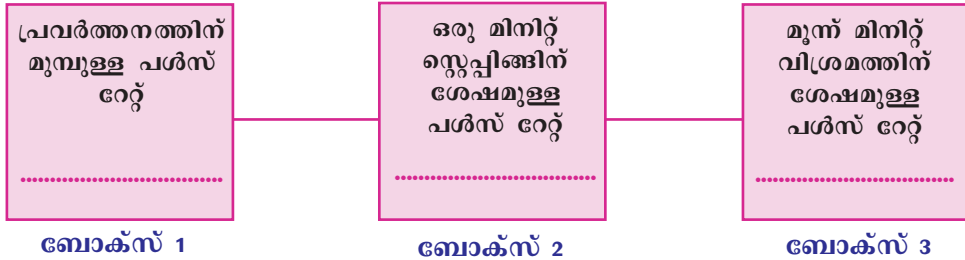 പ്രവർത്തനത്തിന്
മുമ്പുള്ള പൾസ്
റേറ്റ്
..................................
ബോക്സ് 1
ഒരു മിനിറ്റ്
സ്റ്റെപ്പിങ്ങിന്
ശേഷമുള്ള
പൾസ് റേറ്റ്
..................................
ബോക്സ് 2
മൂന്ന് മിനിറ്റ്
വിശ്രമത്തിന്
ശേഷമുള്ള
പൾസ് റേറ്റ്
..................................
ബോക്സ് 3